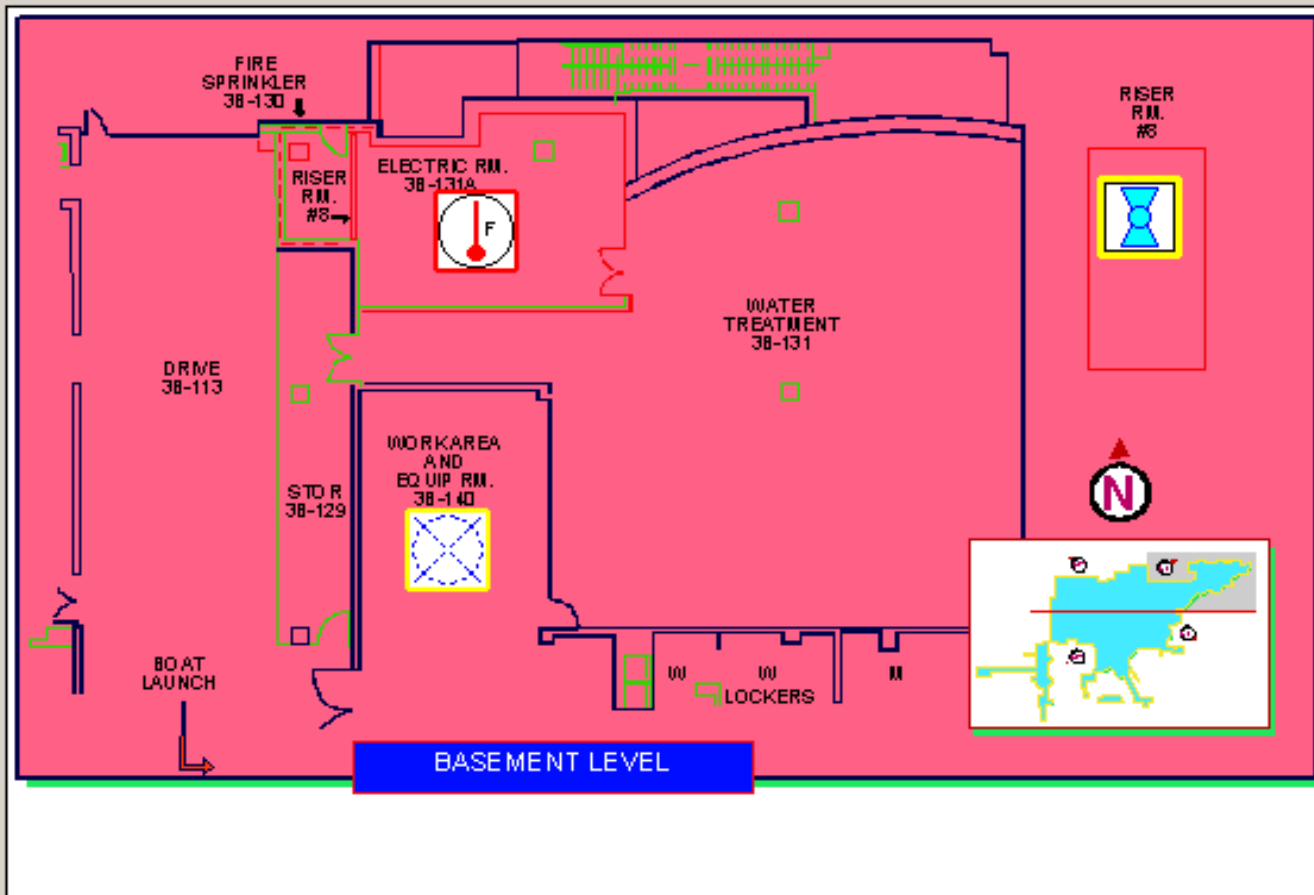 FIRE
SPRINKLER
38-130
RISER
RM.
#8
ELECTRIC RM.
38-131A
F
RISER
RM.
#8
WATER
TREATMENT
38-131
DRIVE
38-113
WORKAREA
AND
EQUIP RM.
38-140
STOR
38-129
N
BOAT
LAUNCH
W
W
M
LOCKERS
BASEMENT LEVEL